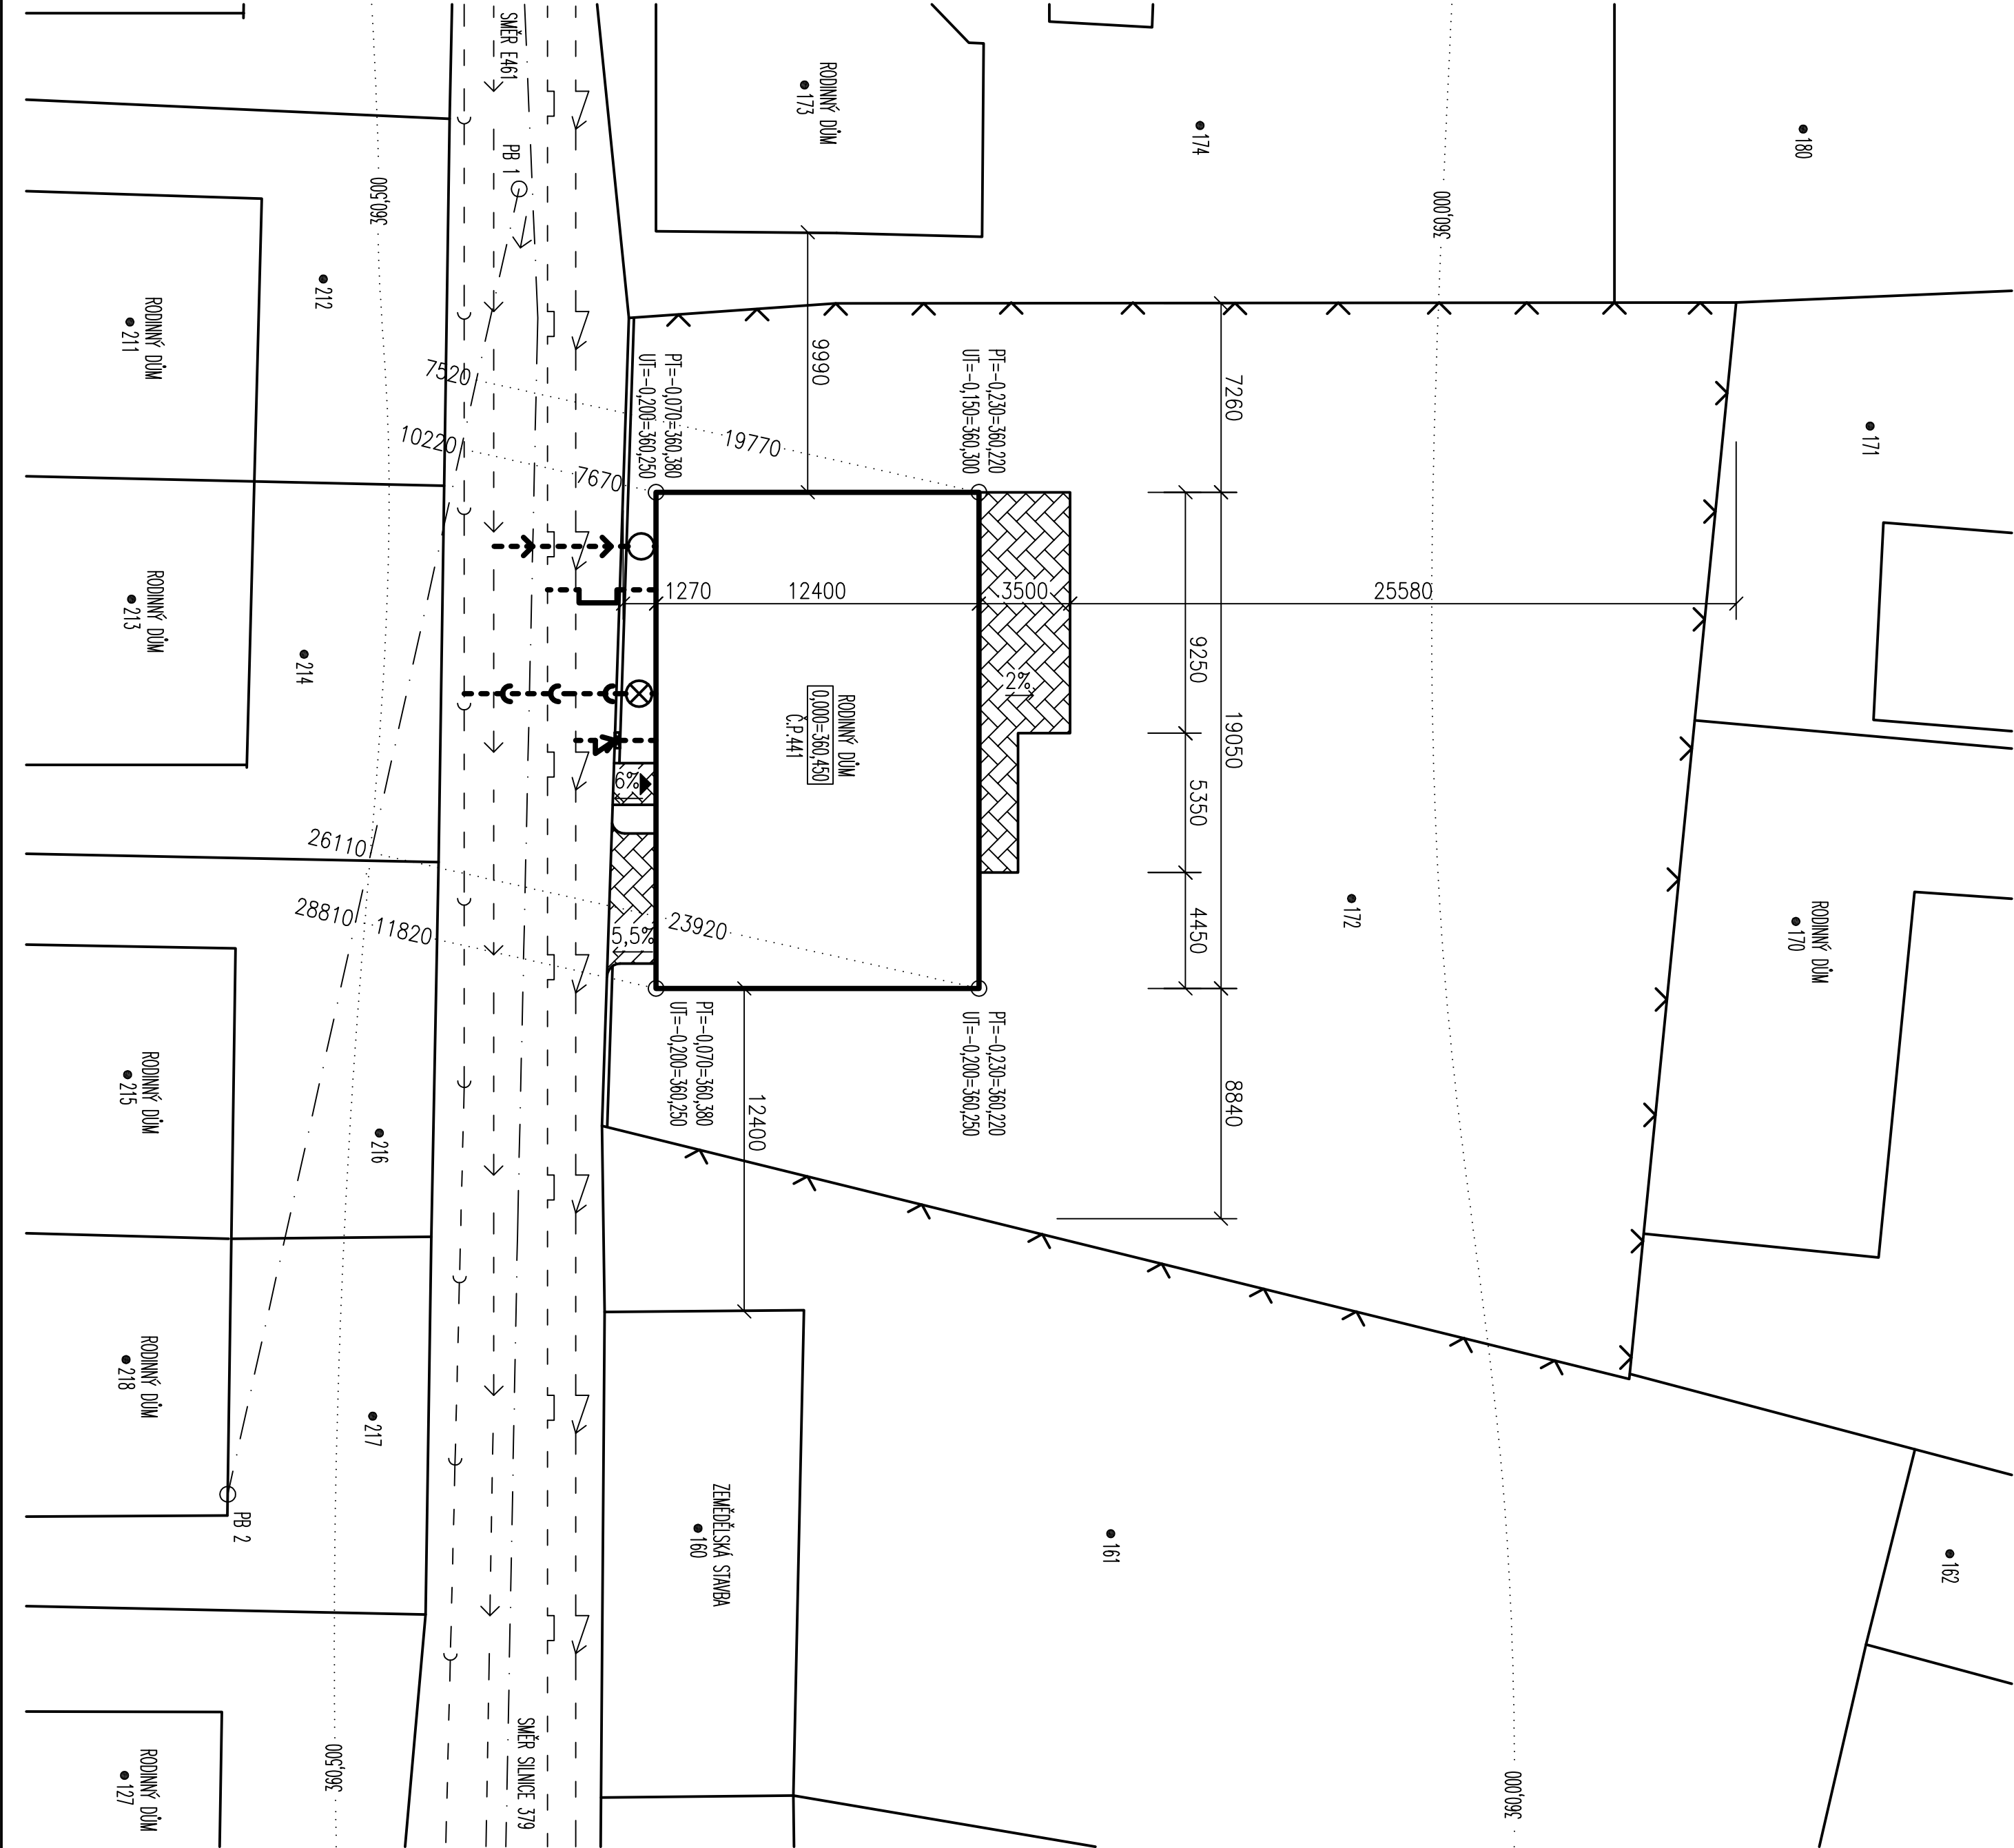 SMĚR E461
PB 1
RODINNÝ DŮM
173
174
180
360,500
360,000
212
RODINNÝ DŮM
211
7520
10220
7670
19770
PT=-0,070=360,380
UT=-0,200=360,250
9990
PT=-0,230=360,220
UT=-0,150=360,300
7260
171
RODINNÝ DŮM
213
214
1270
12400
3500
25580
9250
2%
19050
RODINNÝ DŮM
0,000=360,450
Č.P.441
6%
5350
26110
28810
11820
23920
5,5%
4450
172
RODINNÝ DŮM
170
RODINNÝ DŮM
215
216
PT=-0,070=360,380
UT=-0,200=360,250
12400
PT=-0,230=360,220
UT=-0,200=360,250
8840
RODINNÝ DŮM
218
217
PB 2
ZEMĚDĚLSKÁ STAVBA
160
161
162
RODINNÝ DŮM
127
360,500
SMĚR SILNICE 379
360,000